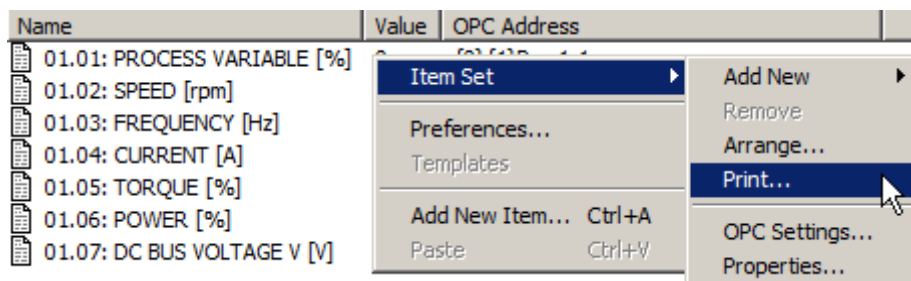 Name Value OPC Address
01.01: PROCESS VARIABLE [%]
01.02: SPEED [rpm]
01.03: FREQUENCY [Hz]
01.04: CURRENT [A]
01.05: TORQUE [%]
01.06: POWER [%]
01.07: DC BUS VOLTAGE V [V]
Item Set
Preferences...
Templates
Add New Item... Ctrl+A
Paste Ctrl+V
Add New
Remove
Arrange...
Print...
OPC Settings...
Properties...